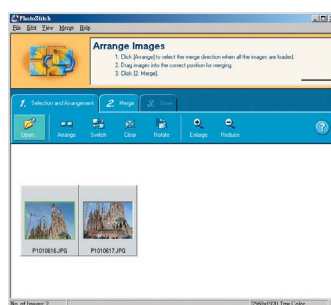 PhotoStitch
File Edit View Merge Help
Arrange Images
1. Click [Arrange] to select the merge direction when all the images are loaded.
2. Drag images into the correct position for merging.
3. Click [2. Merge].
1. Selection and Arrangement 2. Merge 3. Save
Open... Arrange Switch Clear Rotate Enlarge Reduce ?
P1010616.JPG P1010617.JPG
No. of Images: 2 True Color